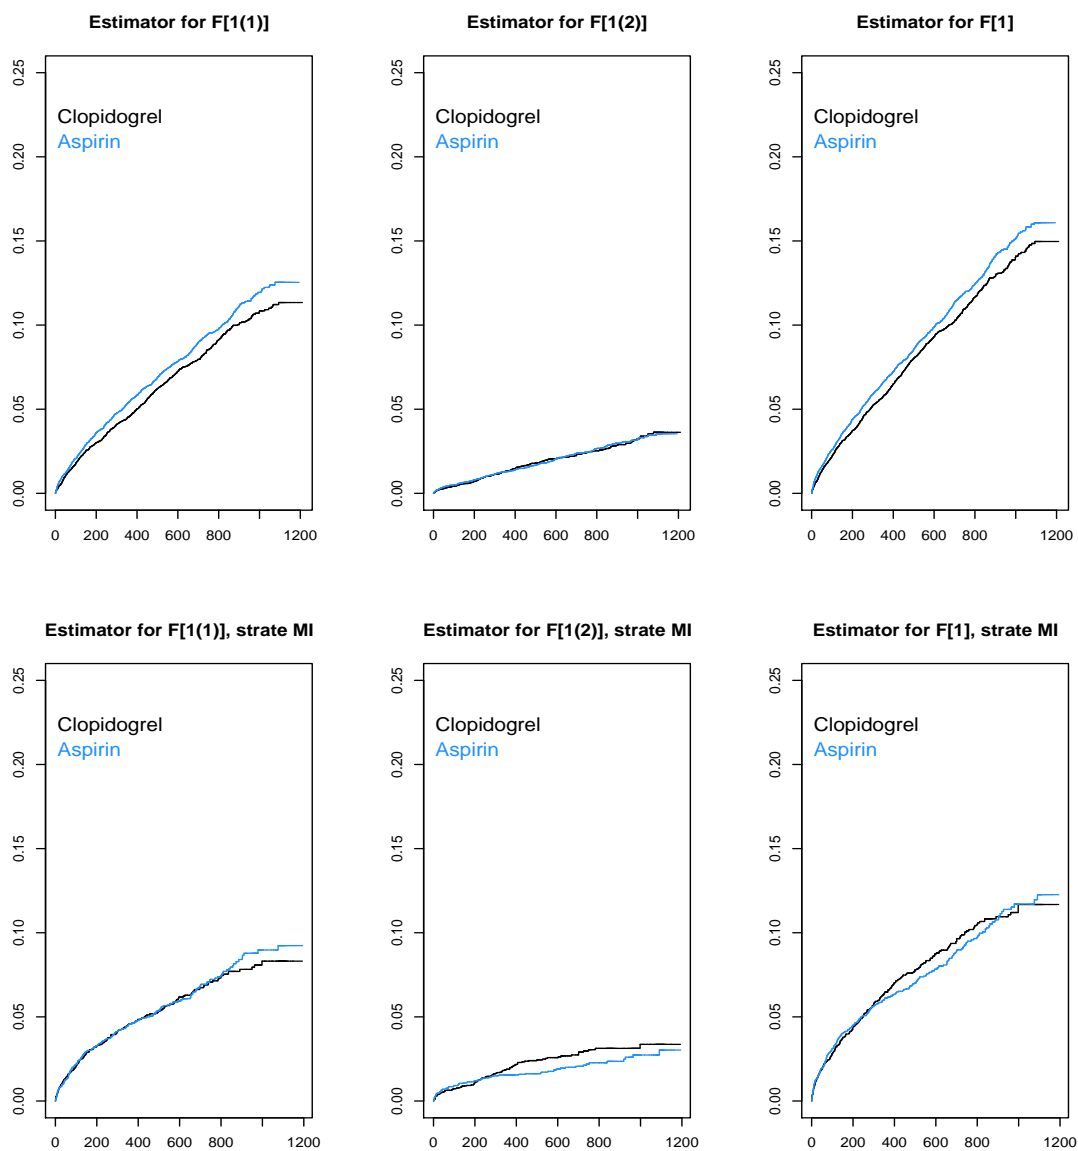 Estimator for F[1(1)]
Estimator for F[1(2)]
Estimator for F[1]
0.25
0.20
0.15
0.10
0.05
0.00
Clopidogrel
Aspirin
0 200 400 600 800 1200
0.25
0.20
0.15
0.10
0.05
0.00
Clopidogrel
Aspirin
0 200 400 600 800 1200
0.25
0.20
0.15
0.10
0.05
0.00
Clopidogrel
Aspirin
0 200 400 600 800 1200
Estimator for F[1(1)], strate MI
Estimator for F[1(2)], strate MI
Estimator for F[1], strate MI
0.25
0.20
0.15
0.10
0.05
0.00
Clopidogrel
Aspirin
0 200 400 600 800 1200
0.25
0.20
0.15
0.10
0.05
0.00
Clopidogrel
Aspirin
0 200 400 600 800 1200
0.25
0.20
0.15
0.10
0.05
0.00
Clopidogrel
Aspirin
0 200 400 600 800 1200